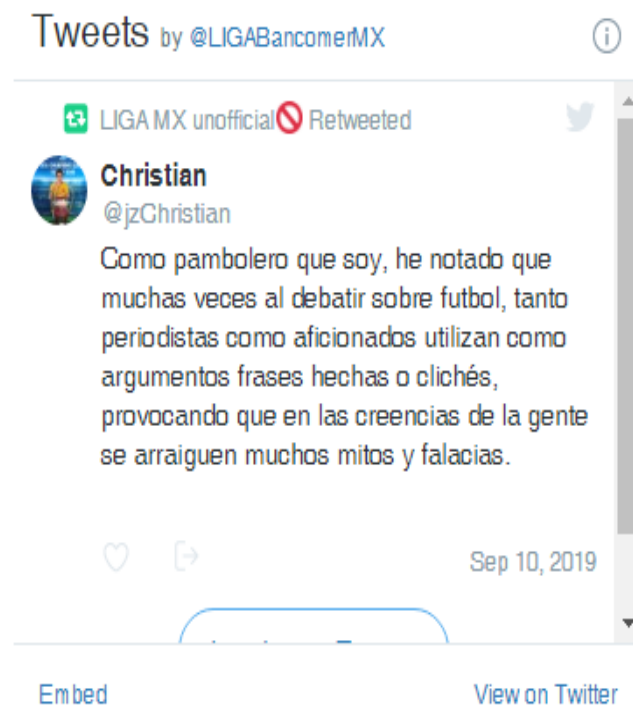 Tweets by @LIGABancomerMX
LIGA MX unofficial🚫 Retweeted
Christian
@jzChristian
Como pambolero que soy, he notado que
muchas veces al debatir sobre futbol, tanto
periodistas como aficionados utilizan como
argumentos frases hechas o clichés,
provocando que en las creencias de la gente
se arraiguen muchos mitos y falacias.
Sep 10, 2019
Embed
View on Twitter